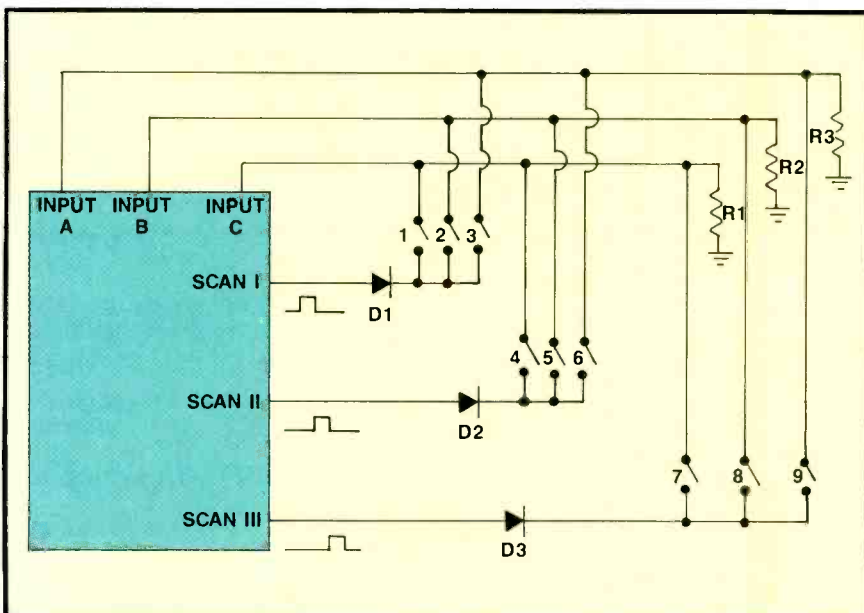 INPUT A
INPUT B
INPUT C
R3
R2
R1
1 2 3
SCAN I
D1
4 5 6
SCAN II
D2
7 8 9
SCAN III
D3